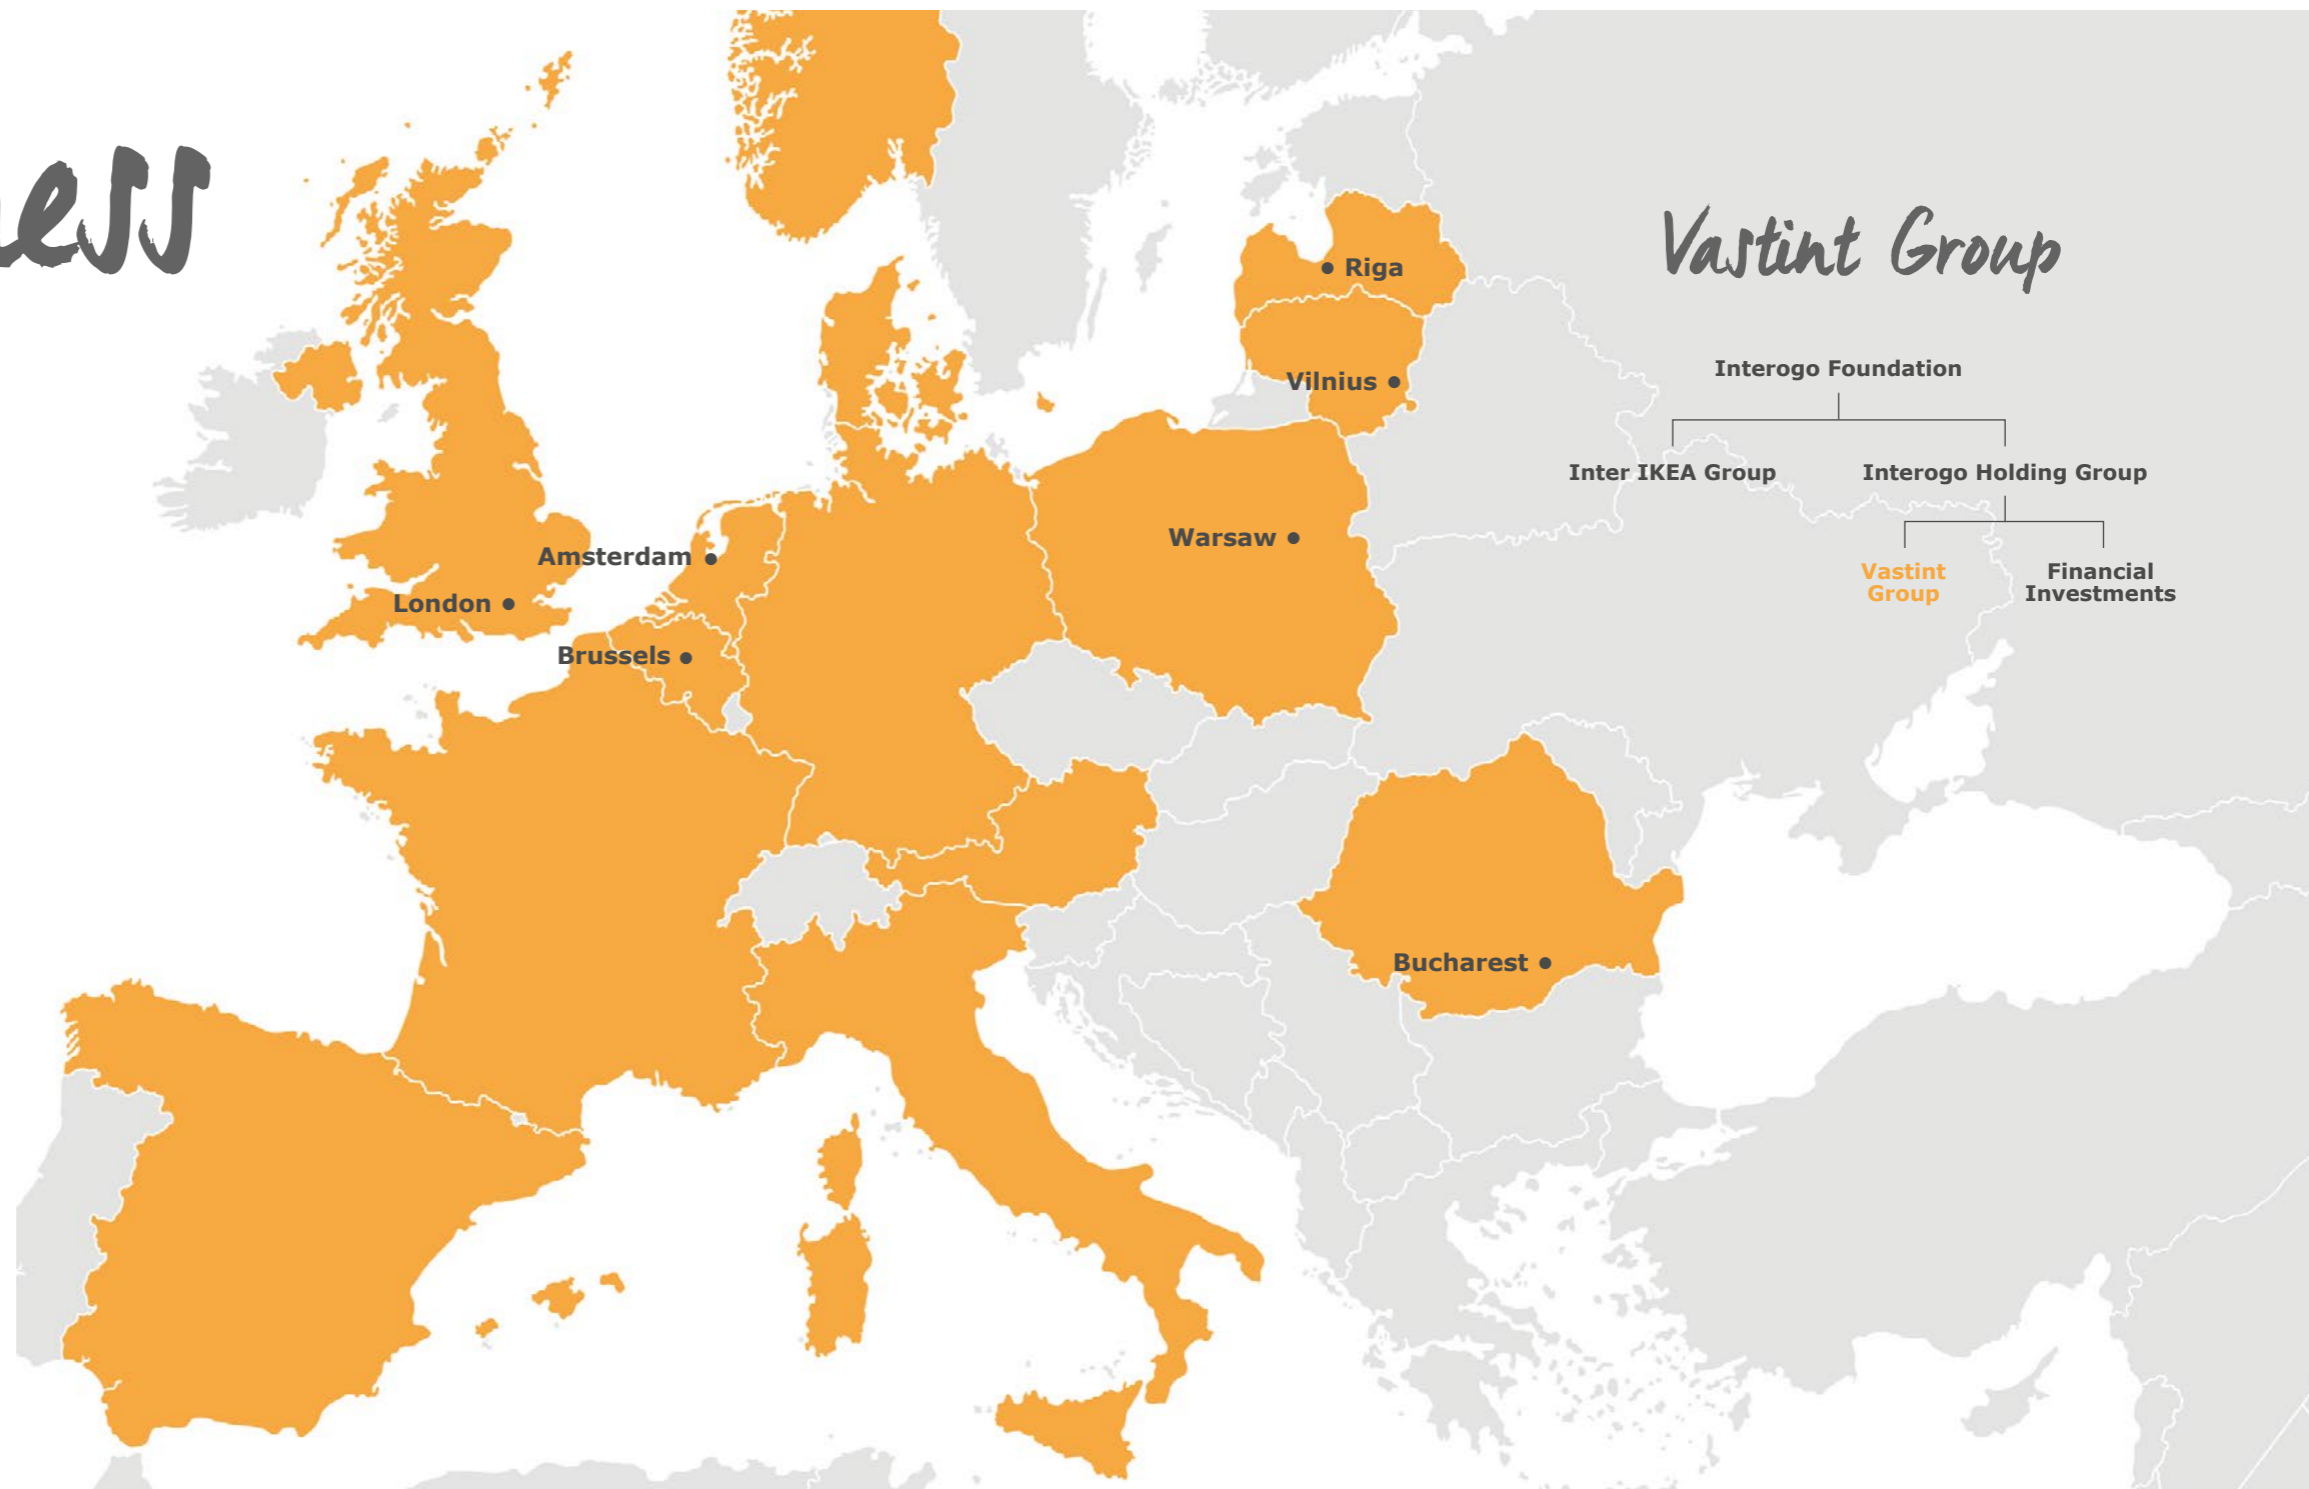 Vastint Group
Riga
Vilnius
Interogo Foundation
Inter IKEA Group
Interogo Holding Group
Vastint
Group
Financial
Investments
Warsaw
Amsterdam
London
Brussels
Bucharest